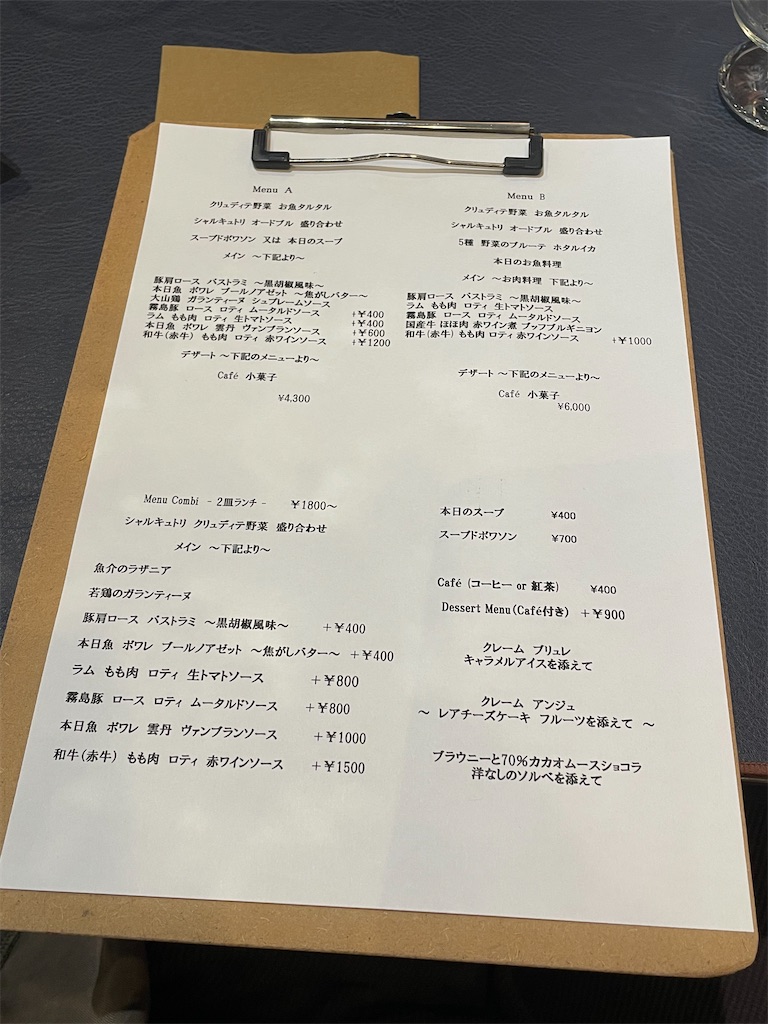 Menu A
クリュディテ野菜 お魚タルタル
シャルキュトリ オードブル 盛り合わせ
スープドポワソン 又は 本日のスープ
メイン ～下記より～
豚肩ロース パストラミ ～黒胡椒風味～
本日魚 ポワレ ブールノアゼット ～焦がしバター～
大山鶏 ガランティーヌ シュプレームソース
霧島豚 ロース ロティ ムータルドソース +¥400
ラム もも肉 ロティ 生トマトソース +¥400
本日魚 ポワレ 雲丹 ヴァンブランソース +¥600
和牛(赤牛) もも肉 ロティ 赤ワインソース +¥1200
デザート ～下記のメニューより～
Café 小菓子
¥4,300
Menu B
クリュディテ野菜 お魚タルタル
シャルキュトリ オードブル 盛り合わせ
5種 野菜のブルーテ ホタルイカ
本日のお魚料理
メイン ～お肉料理 下記より～
豚肩ロース パストラミ ～黒胡椒風味～
ラム もも肉 ロティ 生トマトソース
霧島豚 ロース ロティ ムータルドソース
国産牛 ほほ肉 赤ワイン煮 ブッフブルギニヨン
和牛(赤牛) もも肉 ロティ 赤ワインソース +¥1000
デザート ～下記のメニューより～
Café 小菓子
¥6,000
Menu Combi - 2皿ランチ - ¥1800～
シャルキュトリ クリュディテ野菜 盛り合わせ
メイン ～下記より～
魚介のラザニア
若鶏のガランティーヌ
豚肩ロース パストラミ ～黒胡椒風味～ +¥400
本日魚 ポワレ ブールノアゼット ～焦がしバター～ +¥400
ラム もも肉 ロティ 生トマトソース +¥800
霧島豚 ロース ロティ ムータルドソース +¥800
本日魚 ポワレ 雲丹 ヴァンブランソース +¥1000
和牛(赤牛) もも肉 ロティ 赤ワインソース +¥1500
本日のスープ ¥400
スープドポワソン ¥700
Café (コーヒー or 紅茶) ¥400
Dessert Menu(Café付き) +¥900
クレーム ブリュレ
キャラメルアイスを添えて
クレーム アンジュ
～ レアチーズケーキ フルーツを添えて ～
ブラウニーと70%カカオムースショコラ
洋なしのソルベを添えて